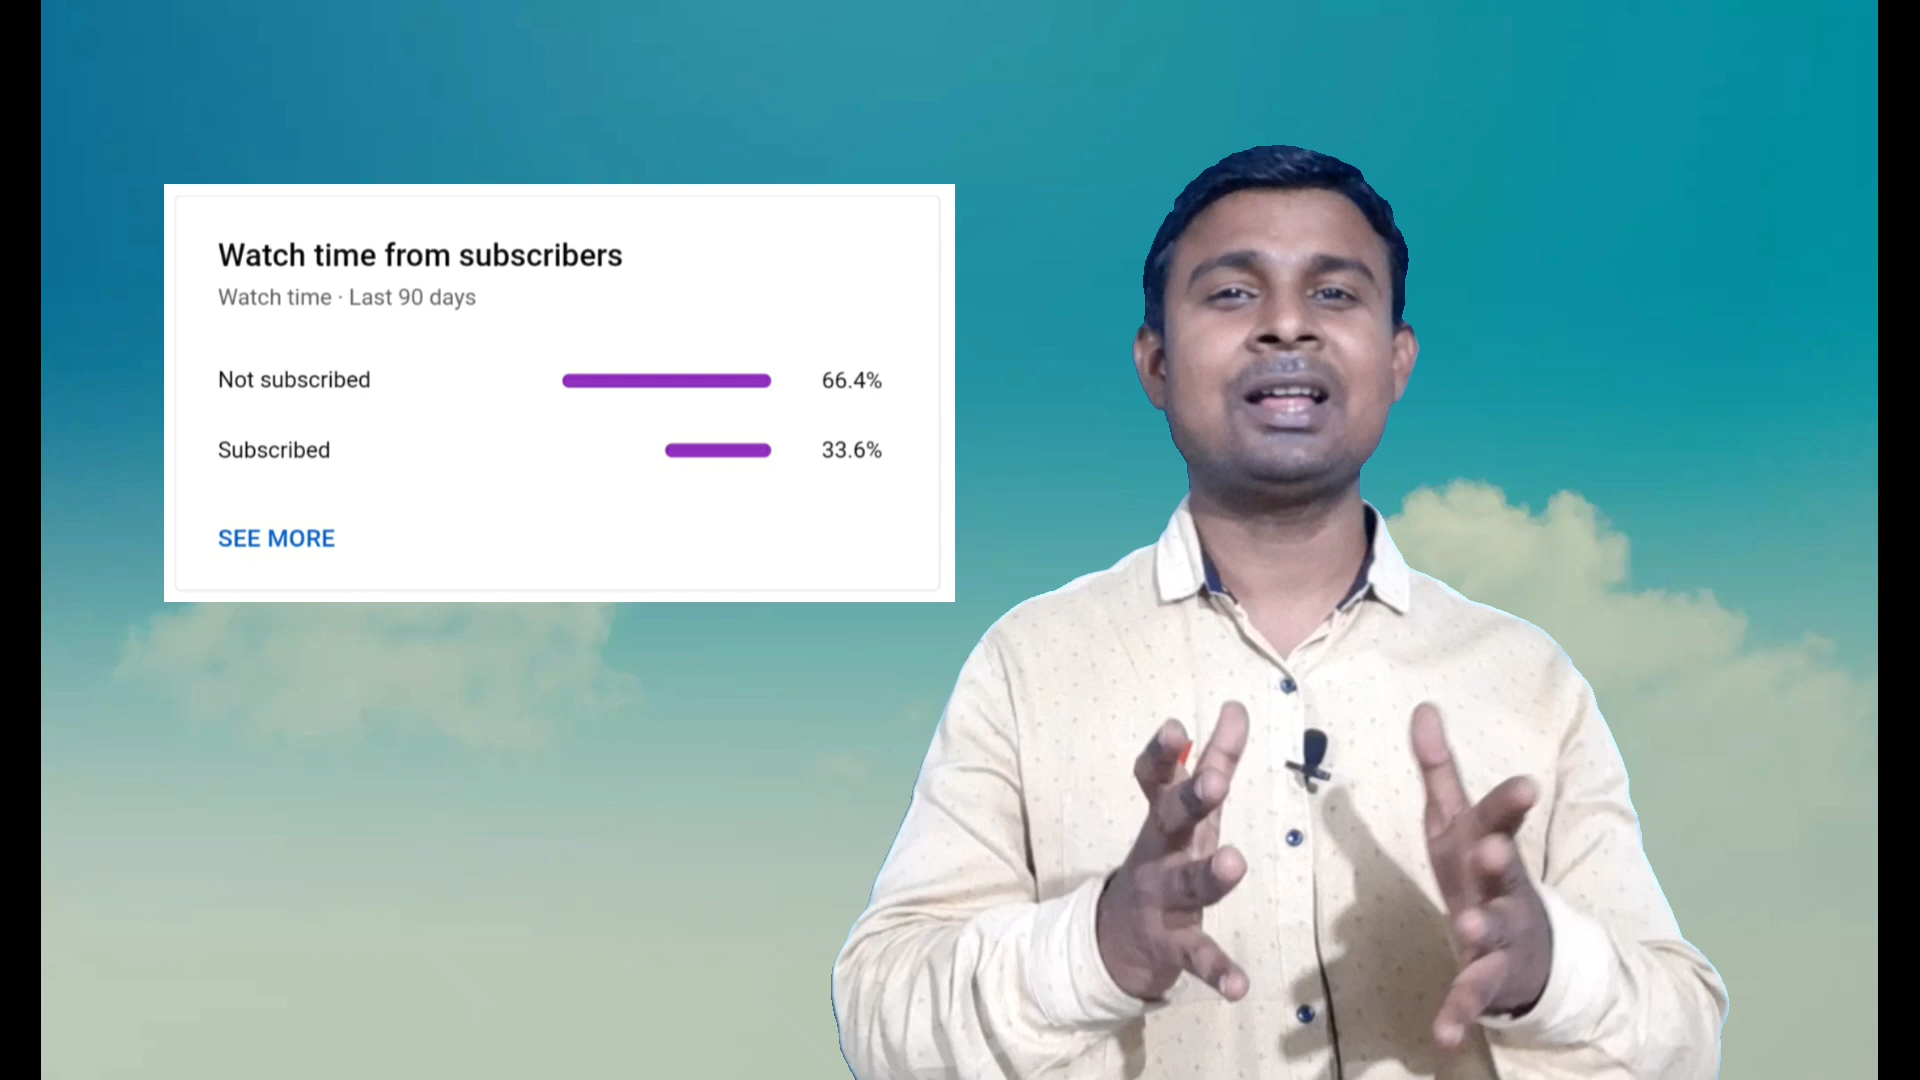 Watch time from subscribers
Watch time · Last 90 days
Not subscribed 66.4%
Subscribed 33.6%
SEE MORE